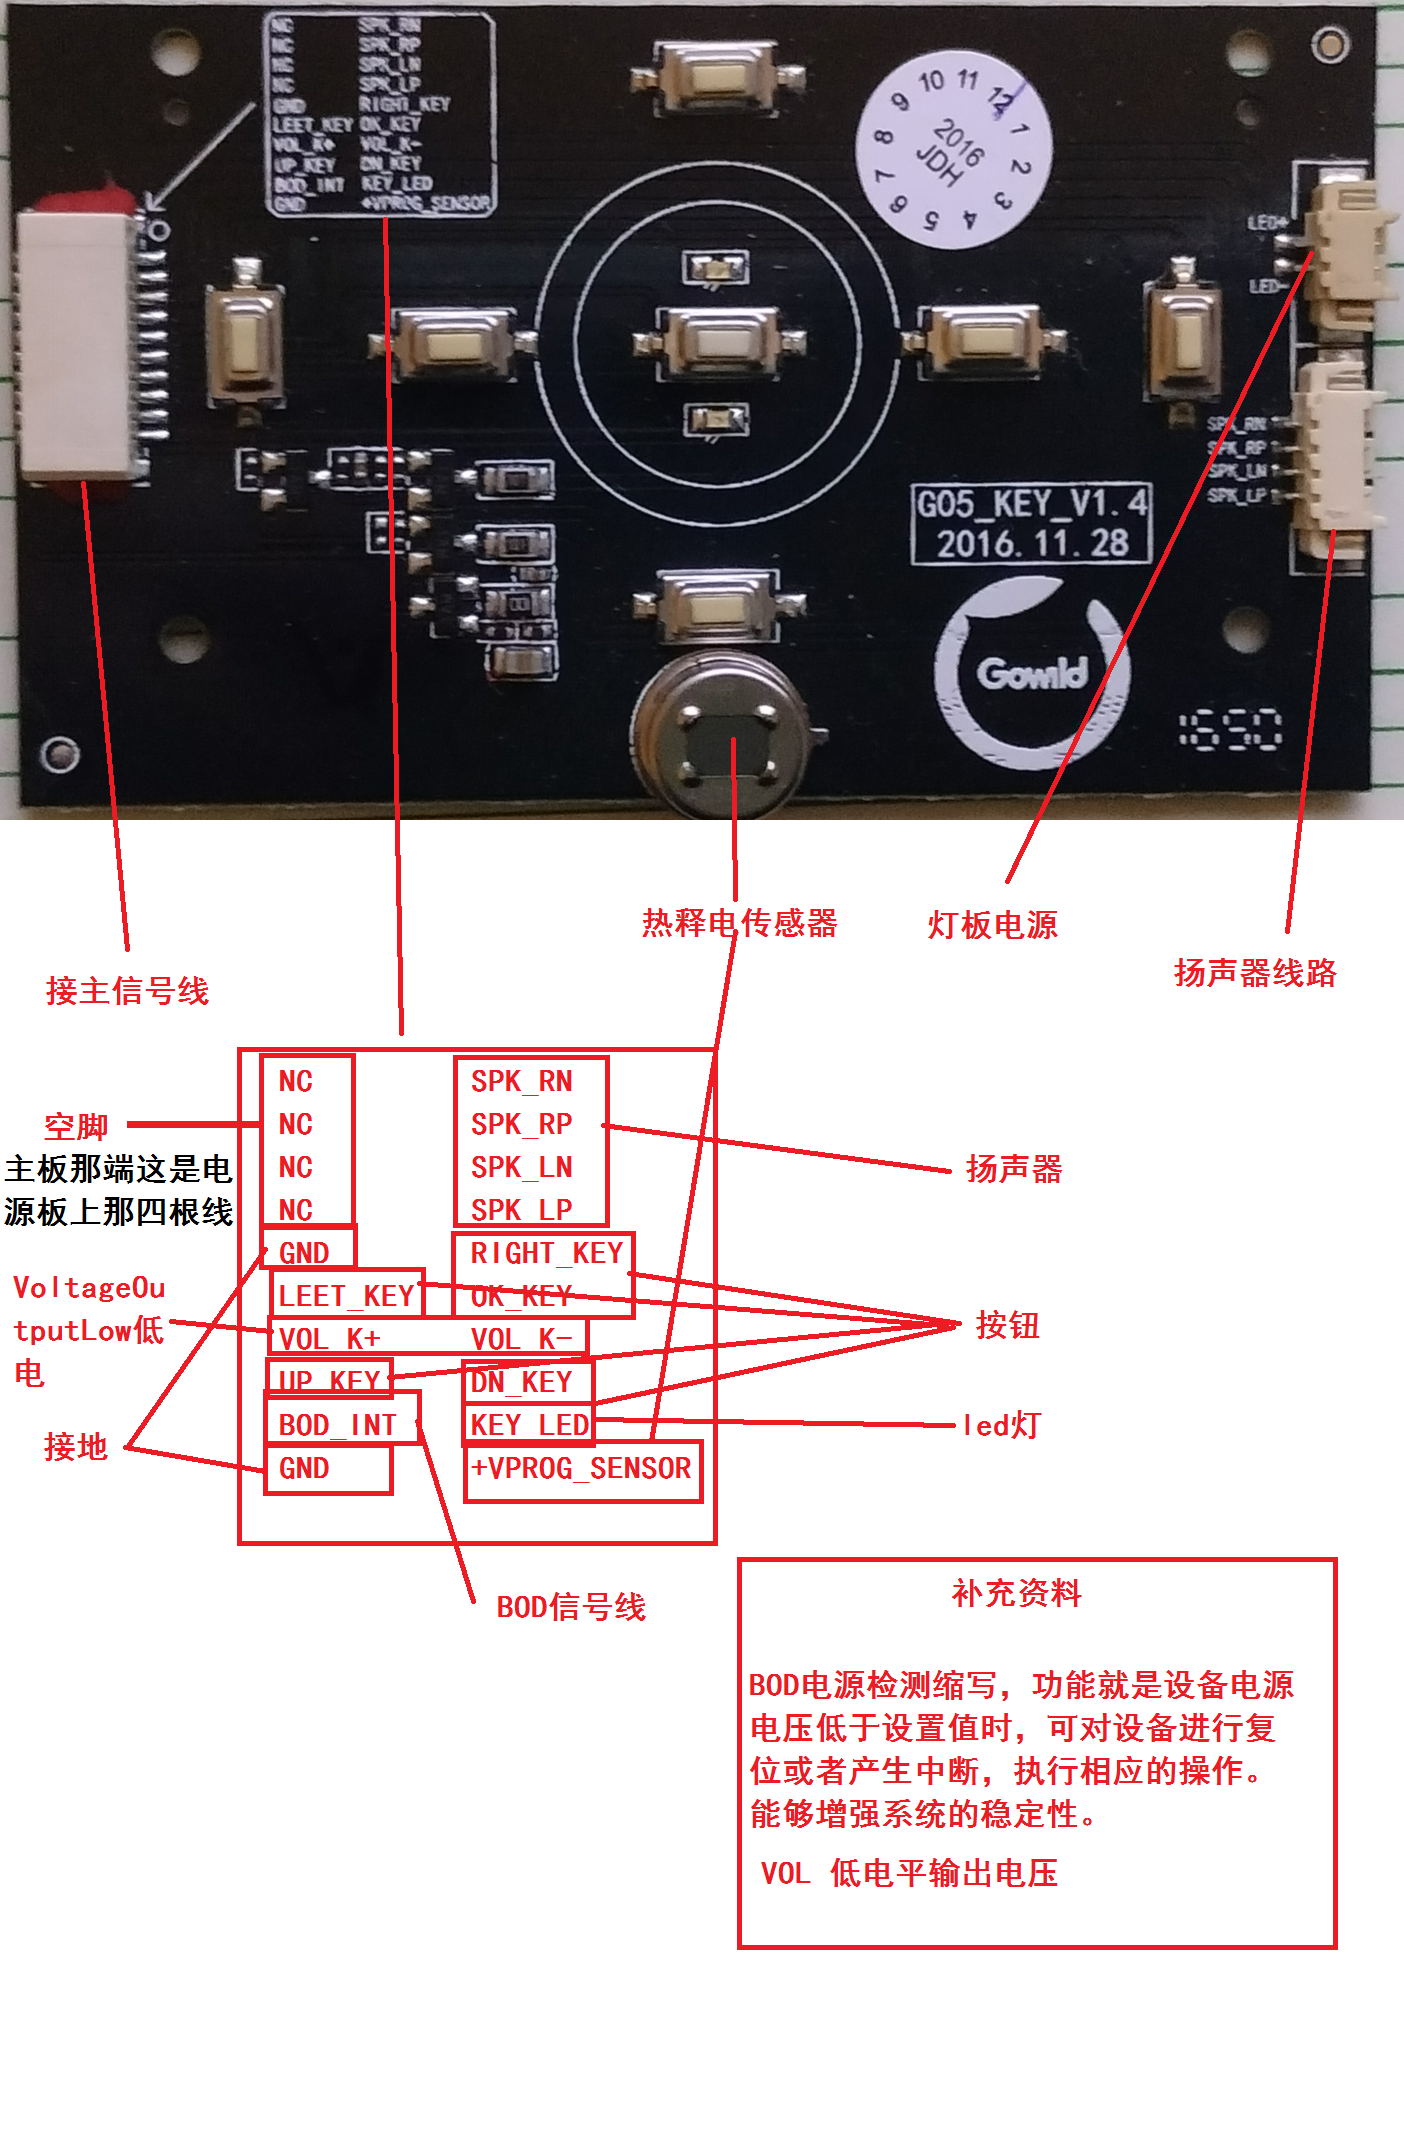 NC SPK_RN
NC SPK_RP
NC SPK_LN
NC SPK_LP
GND RIGHT_KEY
LEET_KEY OK_KEY
VOL_K+ VOL_K-
UP_KEY DN_KEY
BOD_INT KEY_LED
GND +VPROG_SENSOR
10 11 12 1 2 3 4 5 6 7 8 9
2016
JDH
LED+
LED-
SPK_RN
SPK_RP
SPK_LN
SPK_LP
G05_KEY_V1.4
2016.11.28
Gowild
1650
热释电传感器
灯板电源
扬声器线路
接主信号线
NC SPK_RN
NC SPK_RP
NC SPK_LN
NC SPK_LP
GND RIGHT_KEY
LEET_KEY OK_KEY
VOL_K+ VOL_K-
UP_KEY DN_KEY
BOD_INT KEY_LED
GND +VPROG_SENSOR
空脚
主板那端这是电
源板上那四根线
VoltageOu
tputLow低
电
接地
扬声器
按钮
led灯
BOD信号线
补充资料
BOD电源检测缩写，功能就是设备电源
电压低于设置值时，可对设备进行复
位或者产生中断，执行相应的操作。
能够增强系统的稳定性。
VOL 低电平输出电压